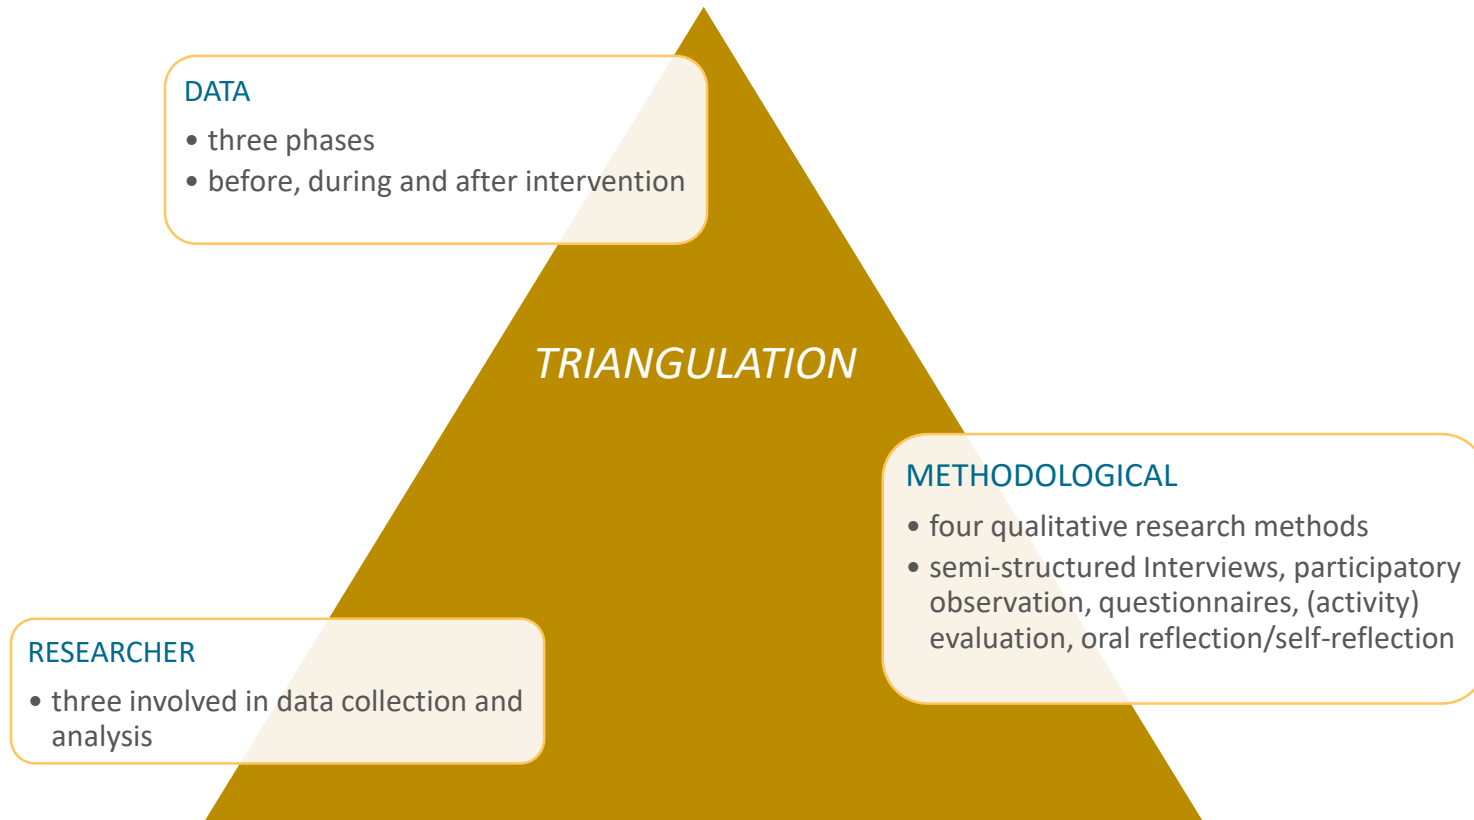 DATA
• three phases
• before, during and after intervention
TRIANGULATION
METHODOLOGICAL
• four qualitative research methods
• semi-structured Interviews, participatory
observation, questionnaires, (activity)
evaluation, oral reflection/self-reflection
RESEARCHER
• three involved in data collection and
analysis